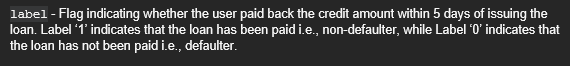 label - Flag indicating whether the user paid back the credit amount within 5 days of issuing the
loan. Label ‘1’ indicates that the loan has been paid i.e., non-defaulter, while Label ‘0’ indicates that
the loan has not been paid i.e., defaulter.